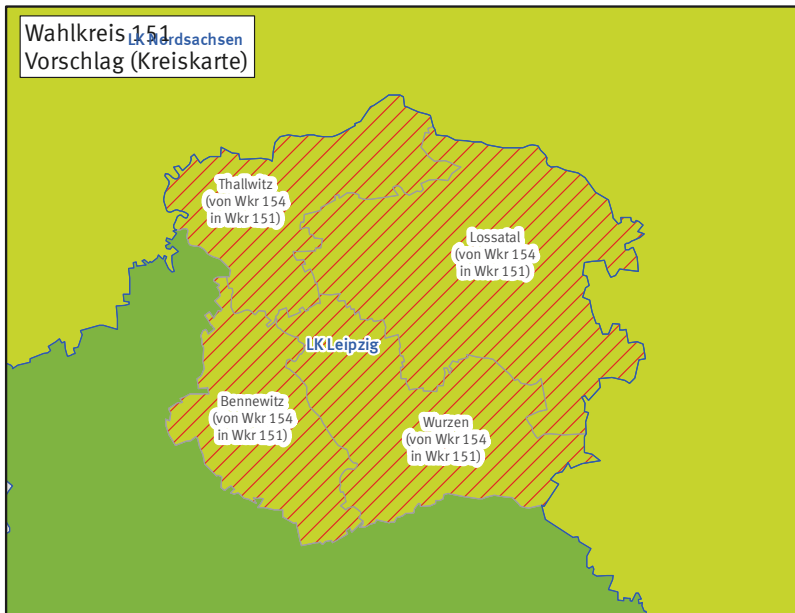 Wahlkreis 151
LK Nordsachsen
Vorschlag (Kreiskarte)
Thallwitz
(von Wkr 154
in Wkr 151)
Lossatal
(von Wkr 154
in Wkr 151)
LK Leipzig
Bennewitz
(von Wkr 154
in Wkr 151)
Wurzen
(von Wkr 154
in Wkr 151)